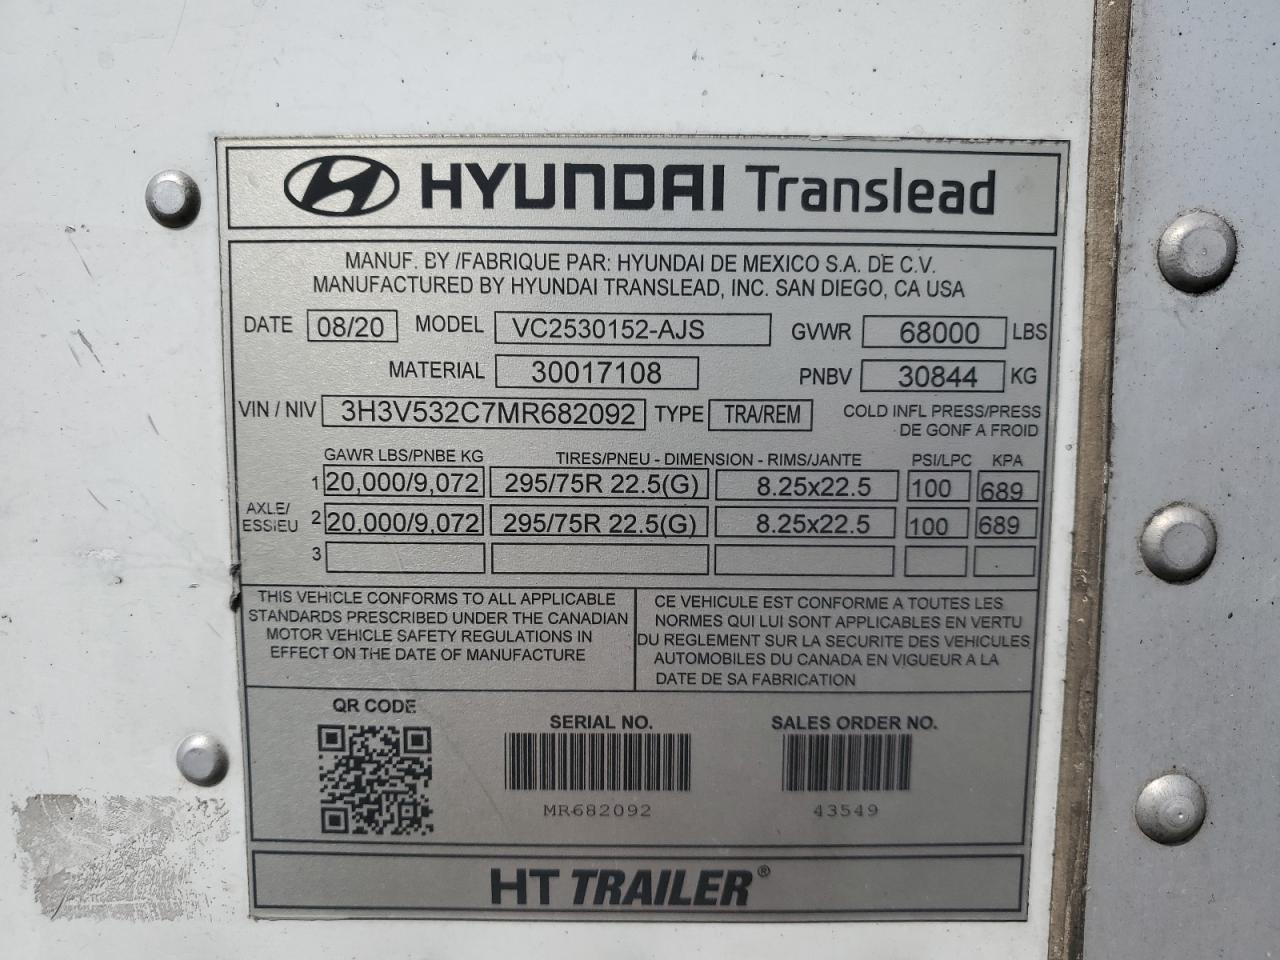 HYUNDAI Translead
MANUF. BY /FABRIQUE PAR: HYUNDAI DE MEXICO S.A. DE C.V.
MANUFACTURED BY HYUNDAI TRANSLEAD, INC. SAN DIEGO, CA USA
DATE 08/20 MODEL VC2530152-AJS GVWR 68000 LBS
MATERIAL 30017108 PNBV 30844 KG
VIN / NIV 3H3V532C7MR682092 TYPE TRA/REM COLD INFL PRESS/PRESS
DE GONF A FROID
GAWR LBS/PNBE KG TIRES/PNEU - DIMENSION - RIMS/JANTE PSI/LPC KPA
1 20,000/9,072 295/75R 22.5(G) 8.25x22.5 100 689
AXLE/
ESSIEU 2 20,000/9,072 295/75R 22.5(G) 8.25x22.5 100 689
3
THIS VEHICLE CONFORMS TO ALL APPLICABLE
STANDARDS PRESCRIBED UNDER THE CANADIAN
MOTOR VEHICLE SAFETY REGULATIONS IN
EFFECT ON THE DATE OF MANUFACTURE
CE VEHICULE EST CONFORME A TOUTES LES
NORMES QUI LUI SONT APPLICABLES EN VERTU
DU REGLEMENT SUR LA SECURITE DES VEHICULES
AUTOMOBILES DU CANADA EN VIGUEUR A LA
DATE DE SA FABRICATION
QR CODE
SERIAL NO.
MR682092
SALES ORDER NO.
43549
HT TRAILER®